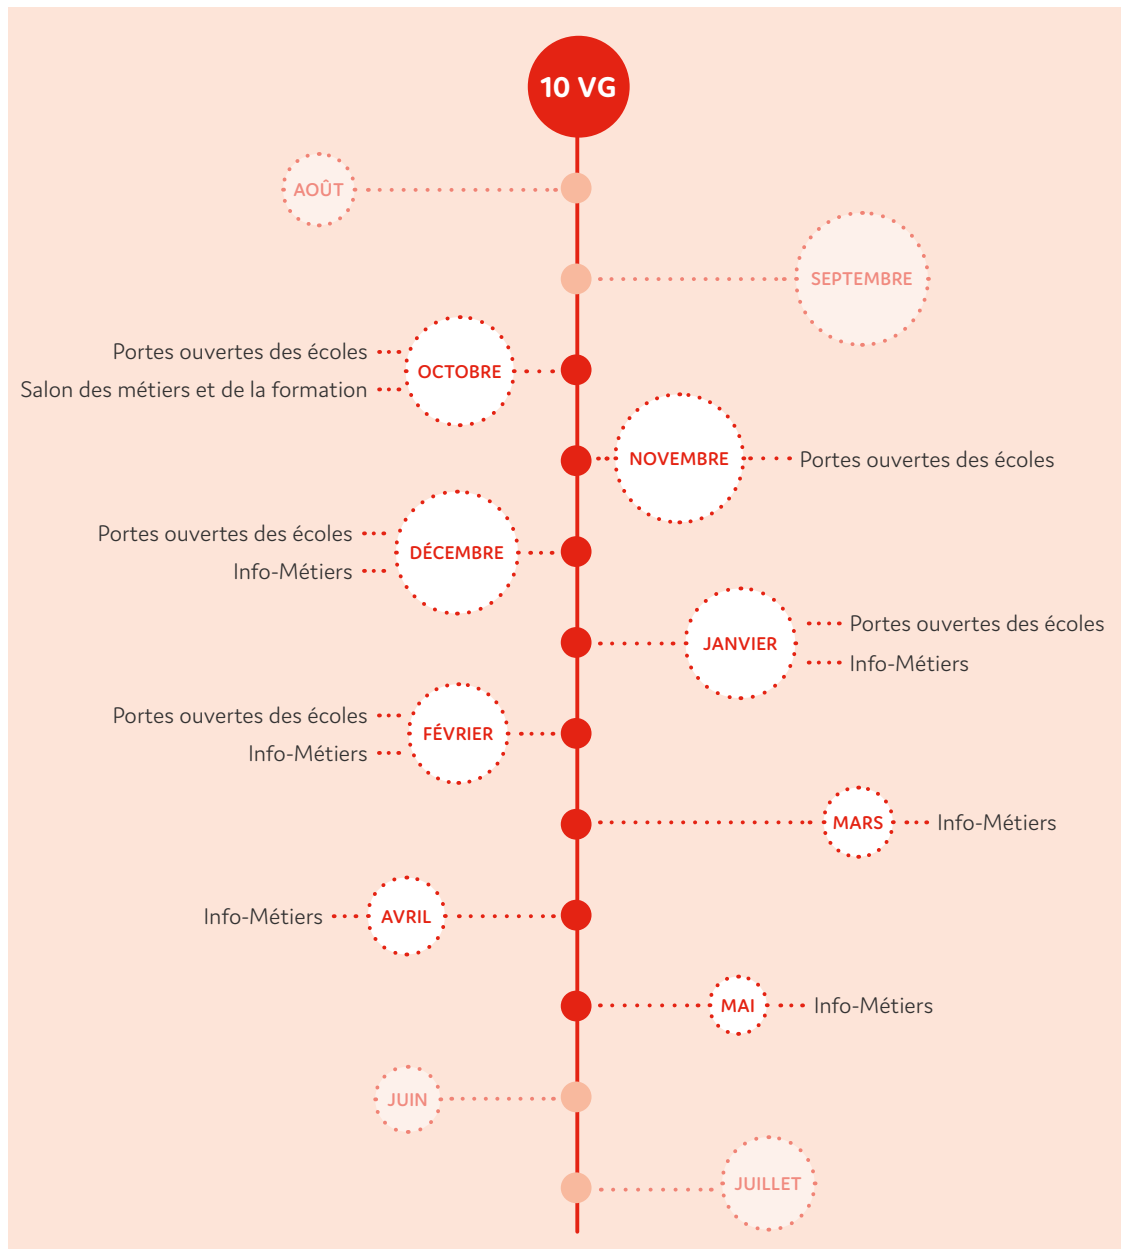 10 VG
AOÛT
SEPTEMBRE
Portes ouvertes des écoles
Salon des métiers et de la formation
OCTOBRE
NOVEMBRE
Portes ouvertes des écoles
Portes ouvertes des écoles
Info-Métiers
DÉCEMBRE
JANVIER
Portes ouvertes des écoles
Info-Métiers
Portes ouvertes des écoles
Info-Métiers
FÉVRIER
MARS
Info-Métiers
Info-Métiers
AVRIL
MAI
Info-Métiers
JUIN
JUILLET